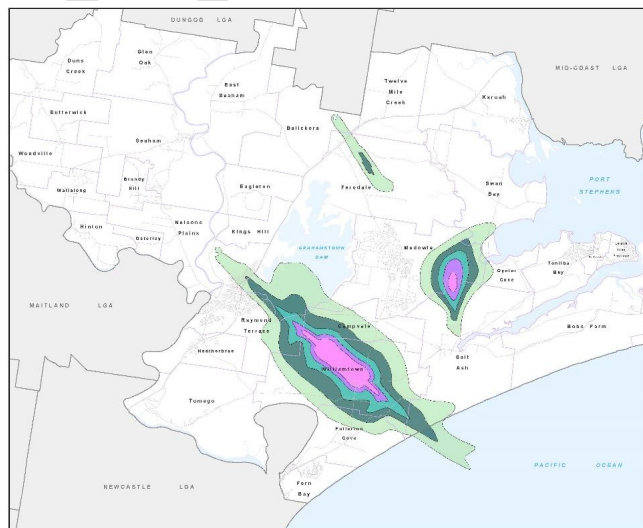 DUNGOG LGA
Duns
Creek
Glen
Oak
East
Seaham
Twelve
Mile
Creek
Karuah
MID-COAST LGA
Butterwick
Balickera
Woodville
Seaham
Wallalong
Brandy
Hill
Eagleton
Ferodale
Swan
Bay
PORT
STEPHENS
Hinton
Osterley
Nelsons
Plains
Kings Hill
GRAHAMSTOWN
DAM
Medowie
Oyster
Cove
Tanilba
Bay
MAITLAND LGA
Raymond
Terrace
Campvale
Bobs Farm
Heatherbrae
Williamtown
Salt
Ash
Tomago
Fullerton
Cove
Fern
Bay
NEWCASTLE LGA
PACIFIC OCEAN